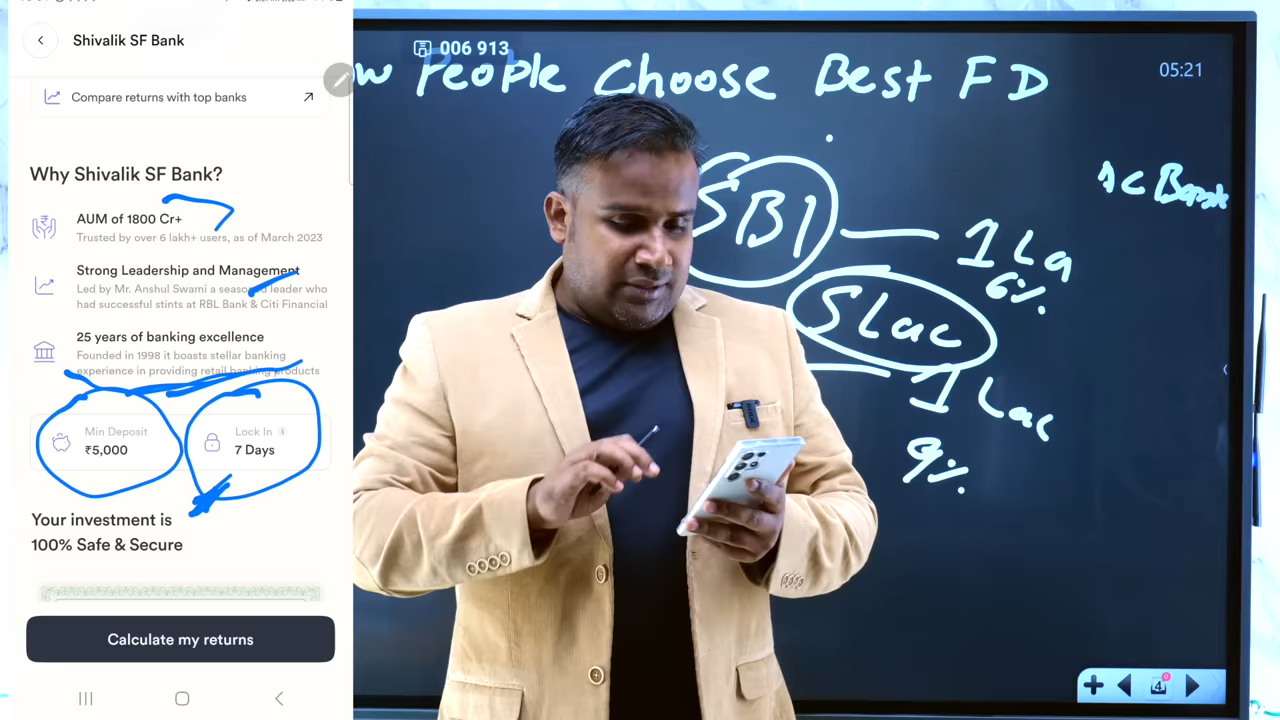 Shivalik SF Bank
Compare returns with top banks
Why Shivalik SF Bank?
AUM of 1800 Cr+
Trusted by over 6 lakh+ users, as of March 2023
Strong Leadership and Management
Led by Mr. Anshul Swami a seasoned leader who
had successful stints at RBL Bank & Citi Financial
25 years of banking excellence
Founded in 1998 it boasts stellar banking
experience in providing retail banking products
Min Deposit
₹5,000
Lock In
7 Days
Your investment is
100% Safe & Secure
Calculate my returns
006 913
05:21
w People Choose Best FD
SBI
1 La
6%
5 Lac
1 Lac
9%
4